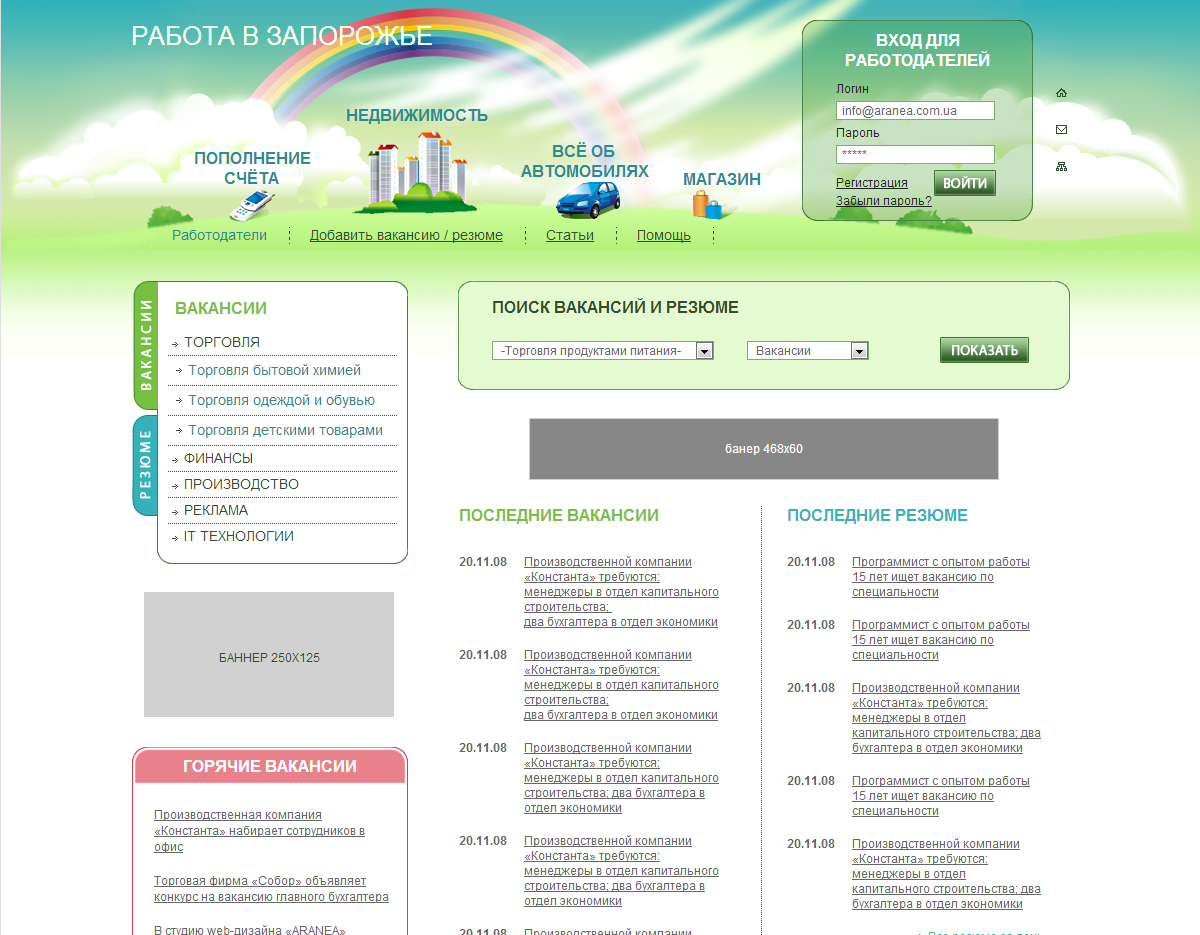 РАБОТА В ЗАПОРОЖЬЕ
ПОПОЛНЕНИЕ
СЧЁТА
НЕДВИЖИМОСТЬ
ВСЁ ОБ
АВТОМОБИЛЯХ
МАГАЗИН
ВХОД ДЛЯ
РАБОТОДАТЕЛЕЙ
Логин
info@aranea.com.ua
Пароль
*****
Регистрация
ВОЙТИ
Забыли пароль?
Работодатели
Добавить вакансию / резюме
Статьи
Помощь
ВАКАНСИИ
РЕЗЮМЕ
ВАКАНСИИ
ТОРГОВЛЯ
Торговля бытовой химией
Торговля одеждой и обувью
Торговля детскими товарами
ФИНАНСЫ
ПРОИЗВОДСТВО
РЕКЛАМА
IT ТЕХНОЛОГИИ
БАННЕР 250X125
ГОРЯЧИЕ ВАКАНСИИ
Производственная компания
«Константа» набирает сотрудников в
офис
Торговая фирма «Собор» объявляет
конкурс на вакансию главного бухгалтера
В студию web-дизайна «ARANEA»
ПОИСК ВАКАНСИЙ И РЕЗЮМЕ
-Торговля продуктами питания-
Вакансии
ПОКАЗАТЬ
банер 468х60
ПОСЛЕДНИЕ ВАКАНСИИ
20.11.08
Производственной компании
«Константа» требуются:
менеджеры в отдел капитального
строительства;
два бухгалтера в отдел экономики
20.11.08
Производственной компании
«Константа» требуются:
менеджеры в отдел капитального
строительства;
два бухгалтера в отдел экономики
20.11.08
Производственной компании
«Константа» требуются:
менеджеры в отдел капитального
строительства; два бухгалтера в
отдел экономики
20.11.08
Производственной компании
«Константа» требуются:
менеджеры в отдел капитального
строительства; два бухгалтера в
отдел экономики
20.11.08
Производственной компании
ПОСЛЕДНИЕ РЕЗЮМЕ
20.11.08
Программист с опытом работы
15 лет ищет вакансию по
специальности
20.11.08
Программист с опытом работы
15 лет ищет вакансию по
специальности
20.11.08
Производственной компании
«Константа» требуются:
менеджеры в отдел
капитального строительства; два
бухгалтера в отдел экономики
20.11.08
Программист с опытом работы
15 лет ищет вакансию по
специальности
20.11.08
Производственной компании
«Константа» требуются:
менеджеры в отдел
капитального строительства; два
бухгалтера в отдел экономики